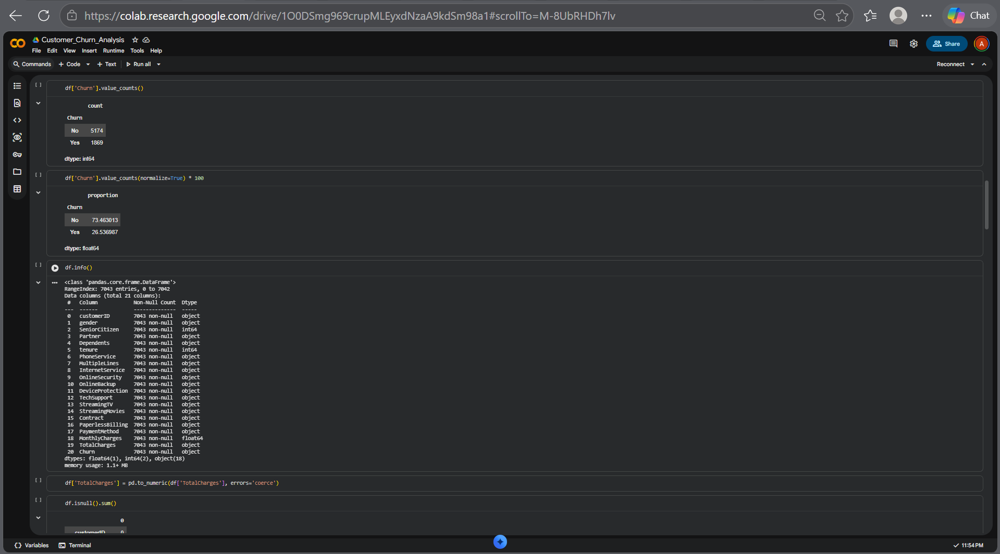 https://colab.research.google.com/drive/1O0DSmg969crupMLEyxdNzaA9kdSm98a1#scrollTo=M-8UbRHDh7lv
Chat
Customer_Churn_Analysis
File Edit View Insert Runtime Tools Help
Share
A
Commands + Code + Text Run all
Reconnect
[ ]
df['Churn'].value_counts()
count
Churn
No 5174
Yes 1869
dtype: int64
[ ]
df['Churn'].value_counts(normalize=True) * 100
proportion
Churn
No 73.463013
Yes 26.536987
dtype: float64
[ ]
df.info()
<class 'pandas.core.frame.DataFrame'>
RangeIndex: 7043 entries, 0 to 7042
Data columns (total 21 columns):
# Column Non-Null Count Dtype
--- ------ -------------- -----
0 customerID 7043 non-null object
1 gender 7043 non-null object
2 SeniorCitizen 7043 non-null int64
3 Partner 7043 non-null object
4 Dependents 7043 non-null object
5 tenure 7043 non-null int64
6 PhoneService 7043 non-null object
7 MultipleLines 7043 non-null object
8 InternetService 7043 non-null object
9 OnlineSecurity 7043 non-null object
10 OnlineBackup 7043 non-null object
11 DeviceProtection 7043 non-null object
12 TechSupport 7043 non-null object
13 StreamingTV 7043 non-null object
14 StreamingMovies 7043 non-null object
15 Contract 7043 non-null object
16 PaperlessBilling 7043 non-null object
17 PaymentMethod 7043 non-null object
18 MonthlyCharges 7043 non-null float64
19 TotalCharges 7043 non-null object
20 Churn 7043 non-null object
dtypes: float64(1), int64(2), object(18)
memory usage: 1.1+ MB
[ ]
df['TotalCharges'] = pd.to_numeric(df['TotalCharges'], errors='coerce')
[ ]
df.isnull().sum()
0
customerID 0
Variables Terminal
11:54 PM